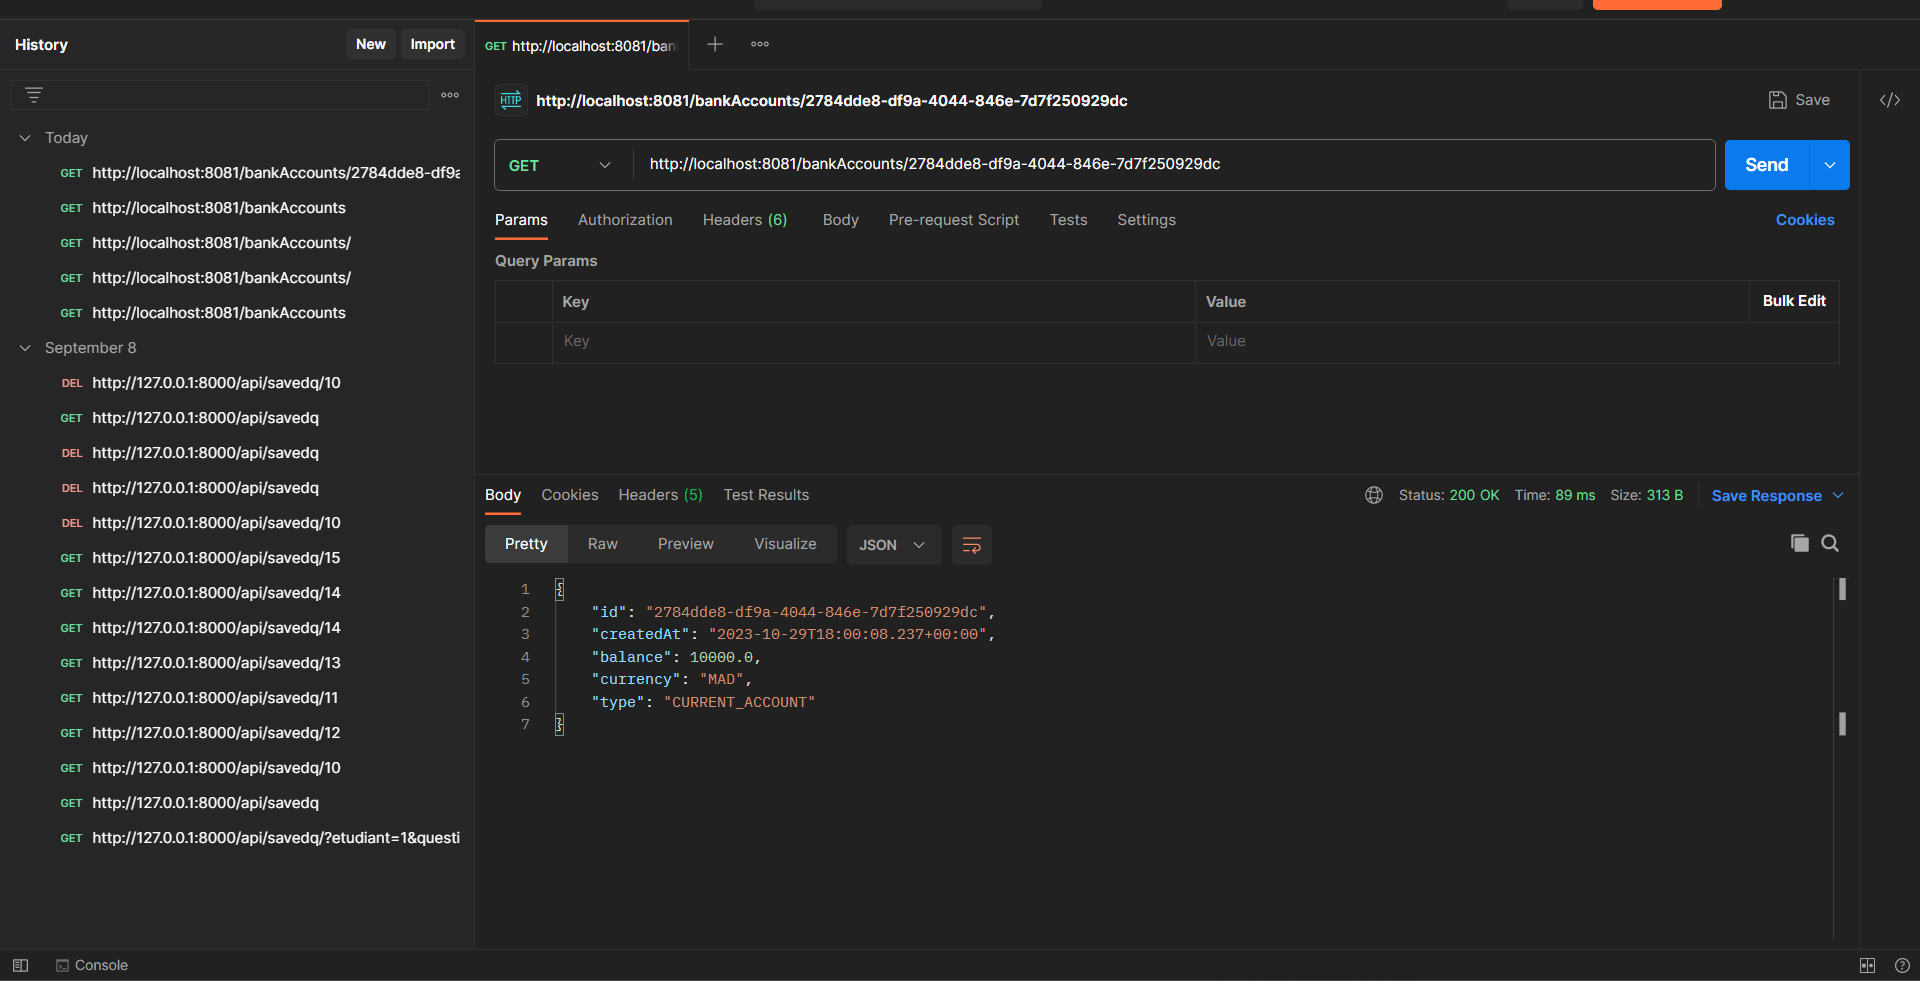 History
New
Import
GET http://localhost:8081/ban
Today
GET http://localhost:8081/bankAccounts/2784dde8-df9a
GET http://localhost:8081/bankAccounts
GET http://localhost:8081/bankAccounts/
GET http://localhost:8081/bankAccounts/
GET http://localhost:8081/bankAccounts
September 8
DEL http://127.0.0.1:8000/api/savedq/10
GET http://127.0.0.1:8000/api/savedq
DEL http://127.0.0.1:8000/api/savedq
DEL http://127.0.0.1:8000/api/savedq
DEL http://127.0.0.1:8000/api/savedq/10
GET http://127.0.0.1:8000/api/savedq/15
GET http://127.0.0.1:8000/api/savedq/14
GET http://127.0.0.1:8000/api/savedq/14
GET http://127.0.0.1:8000/api/savedq/13
GET http://127.0.0.1:8000/api/savedq/11
GET http://127.0.0.1:8000/api/savedq/12
GET http://127.0.0.1:8000/api/savedq/10
GET http://127.0.0.1:8000/api/savedq
GET http://127.0.0.1:8000/api/savedq/?etudiant=1&questi
HTTP http://localhost:8081/bankAccounts/2784dde8-df9a-4044-846e-7d7f250929dc
Save
</>
GET http://localhost:8081/bankAccounts/2784dde8-df9a-4044-846e-7d7f250929dc
Send
Params Authorization Headers (6) Body Pre-request Script Tests Settings
Cookies
Query Params
Key Value Bulk Edit
Key Value
Body Cookies Headers (5) Test Results
Status: 200 OK Time: 89 ms Size: 313 B
Save Response
Pretty Raw Preview Visualize JSON
1 {
2 "id": "2784dde8-df9a-4044-846e-7d7f250929dc",
3 "createdAt": "2023-10-29T18:00:08.237+00:00",
4 "balance": 10000.0,
5 "currency": "MAD",
6 "type": "CURRENT_ACCOUNT"
7 }
Console